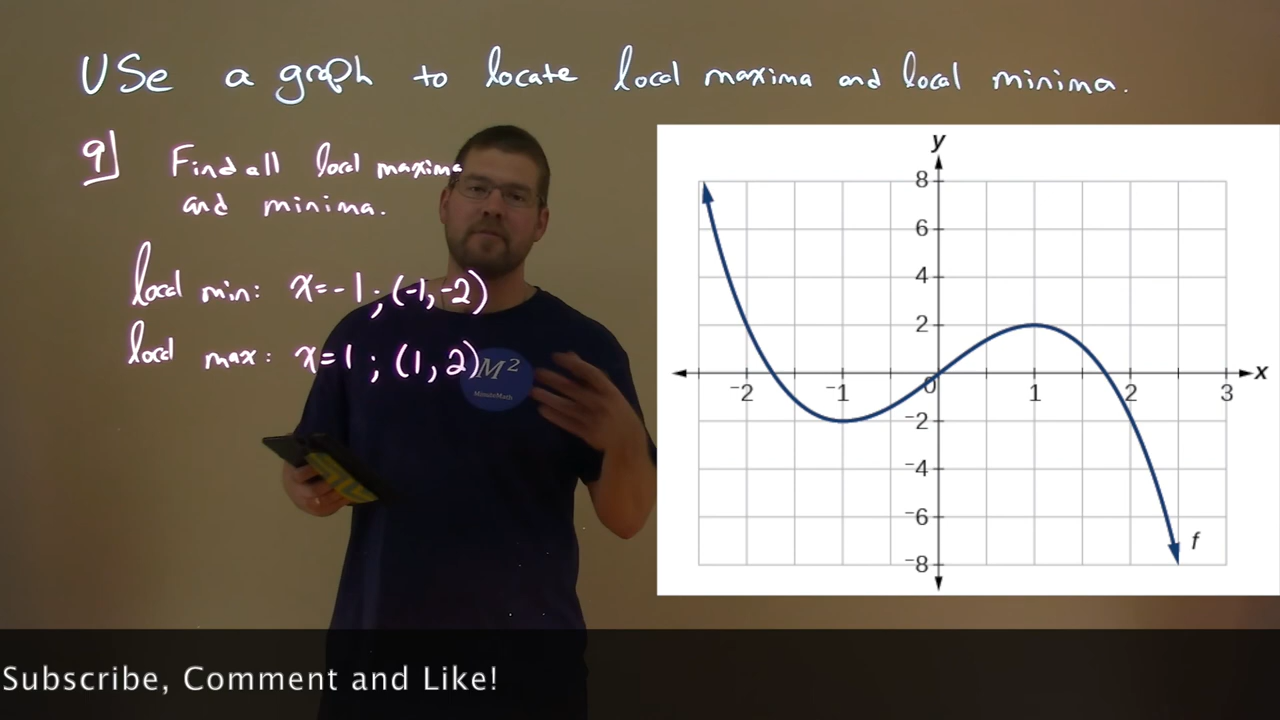 Use a graph to locate local maxima and local minima.
9] Find all local maxima
and minima.
local min: x=-1 ; (-1, -2)
local max: x=1 ; (1, 2)
M²
MinuteMath
y
8
6
4
2
-2 -1 0 1 2 3 x
-2
-4
-6
-8
f
Subscribe, Comment and Like!